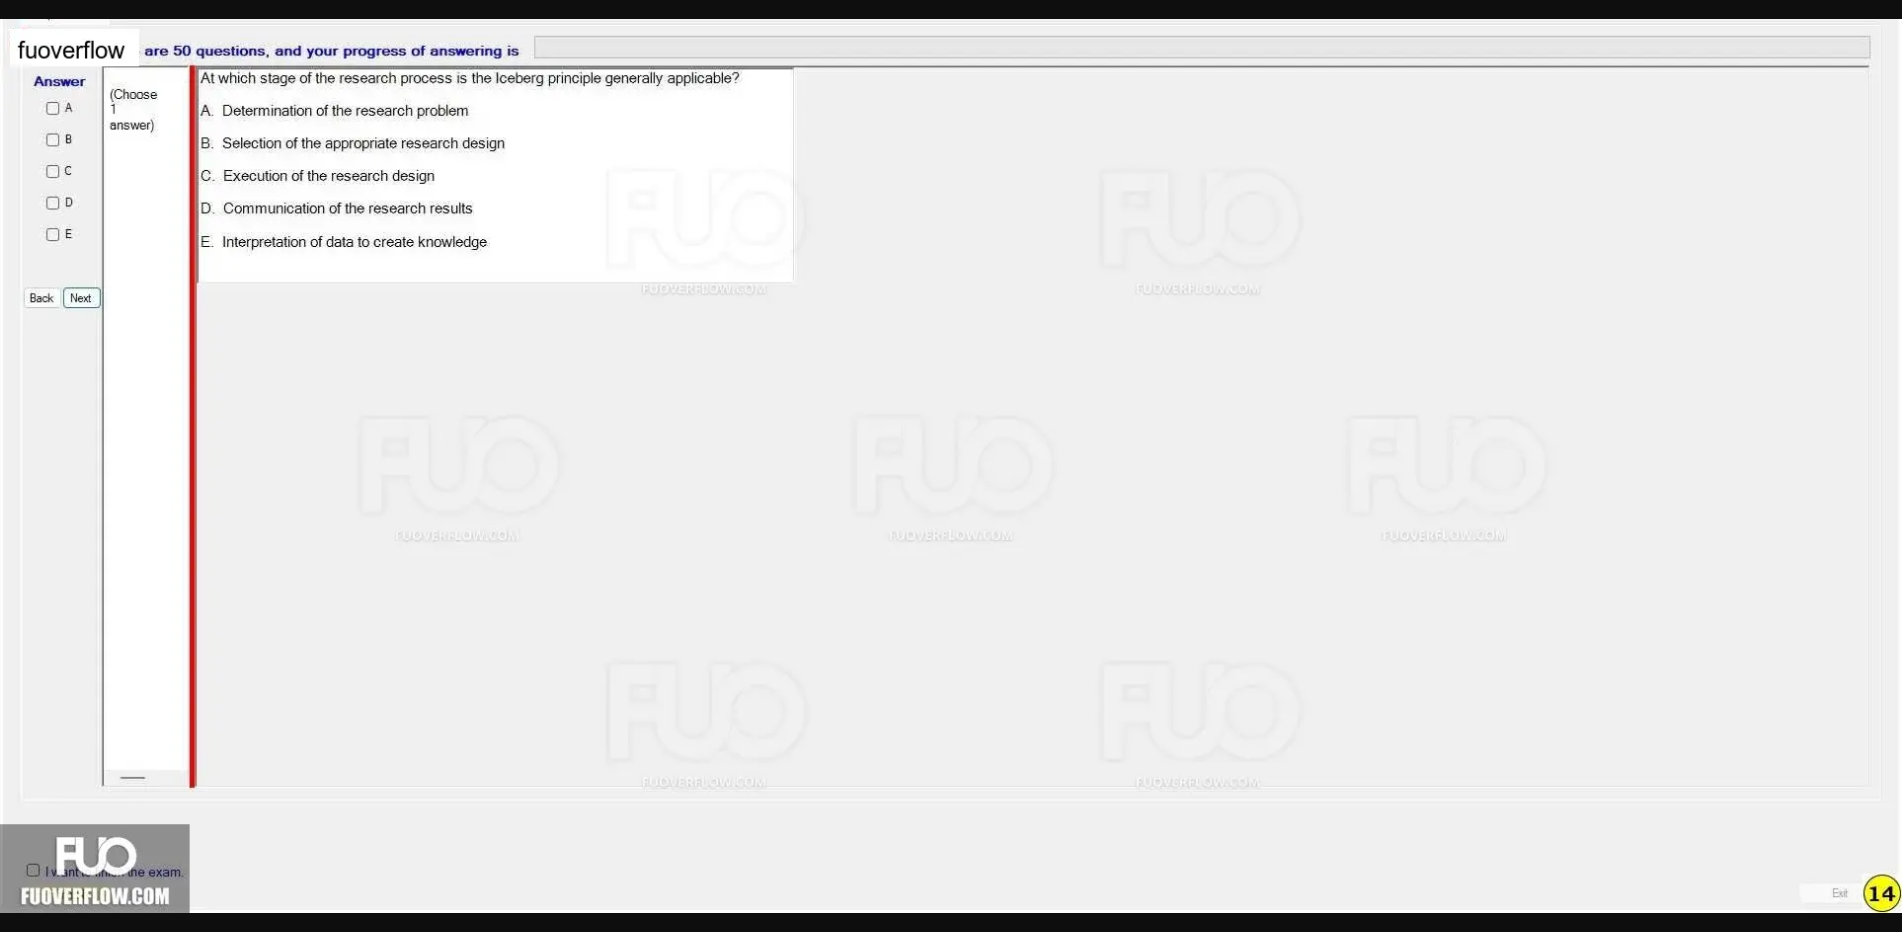 fuoverflow are 50 questions, and your progress of answering is
Answer
A
B
C
D
E
Back Next
(Choose
1
answer)
At which stage of the research process is the Iceberg principle generally applicable?
A. Determination of the research problem
B. Selection of the appropriate research design
C. Execution of the research design
D. Communication of the research results
E. Interpretation of data to create knowledge
FUO FUO
FUOVERFLOW.COM FUOVERFLOW.COM
FUO FUO FUO
FUOVERFLOW.COM FUOVERFLOW.COM FUOVERFLOW.COM
FUO FUO
FUOVERFLOW.COM FUOVERFLOW.COM
FUO
I want the exam.
FUOVERFLOW.COM
Exit 14